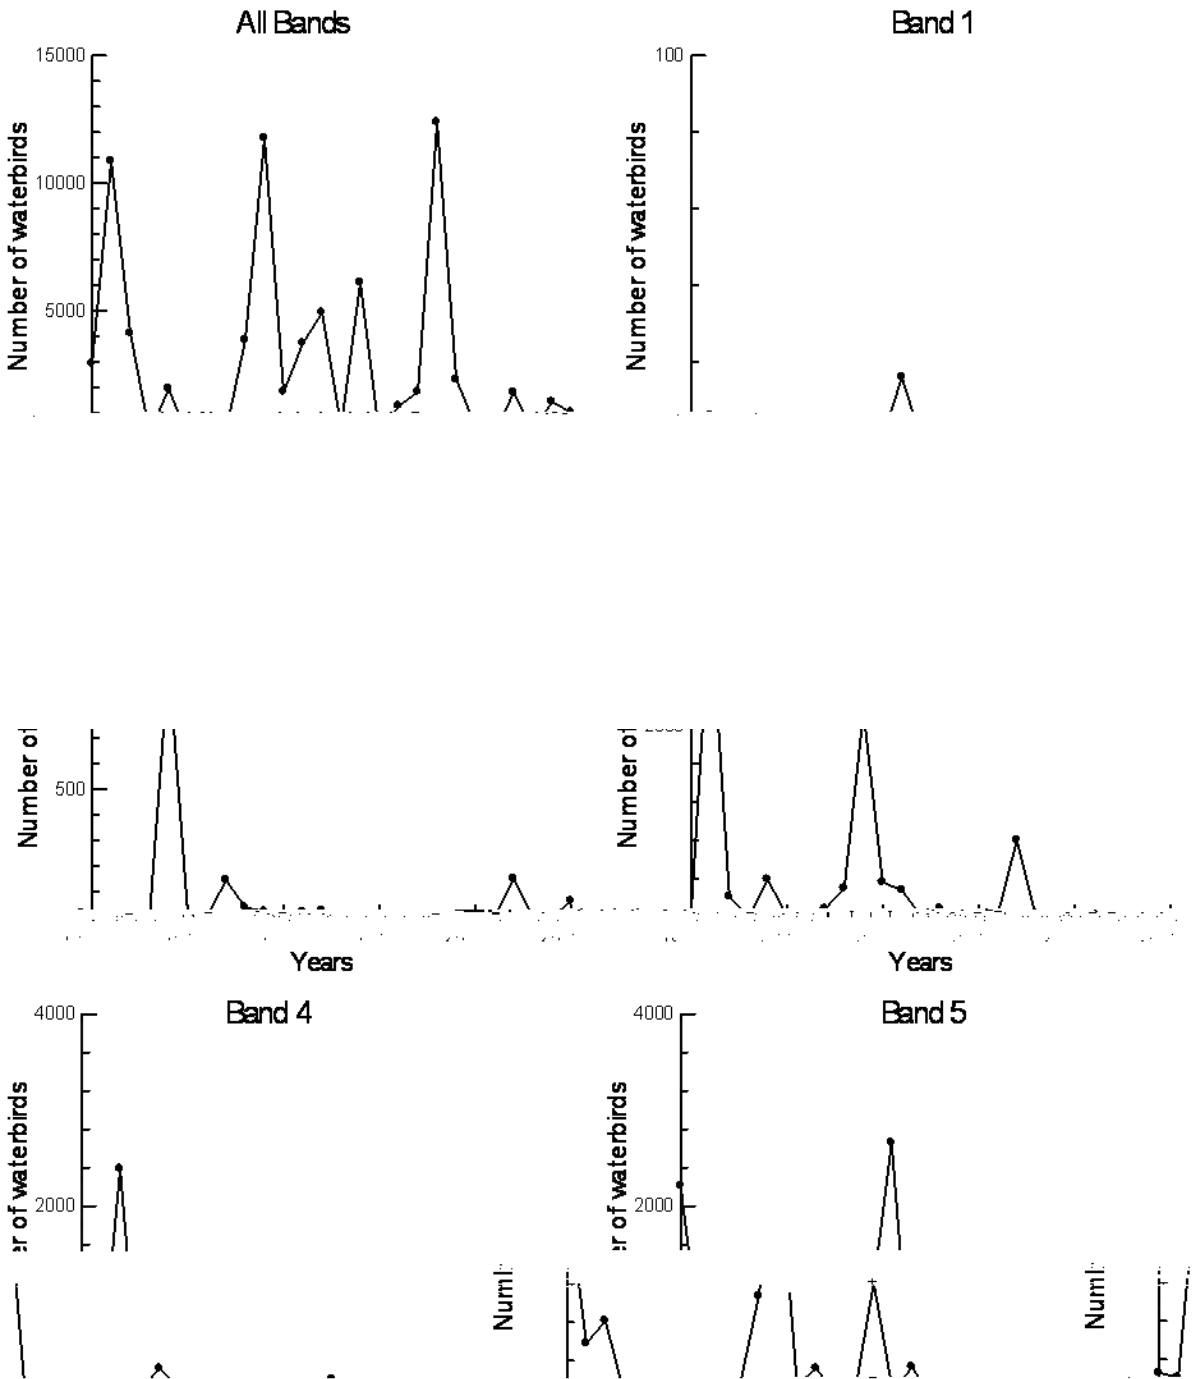 All Bands
15000
10000
5000
Number of waterbirds
Band 1
100
Number of waterbirds
Number of
500
Number of
Years
Years
Band 4
4000
2000
er of waterbirds
Band 5
4000
2000
er of waterbirds